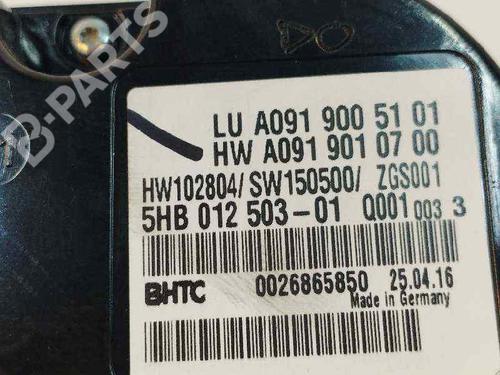 B-PARTS
LU A091 900 51 01
HW A091 901 07 00
HW102804/ SW150500/ ZGS001
5HB 012 503-01 Q001 003 3
BHTC 0026865850 25.04.16
Made in Germany